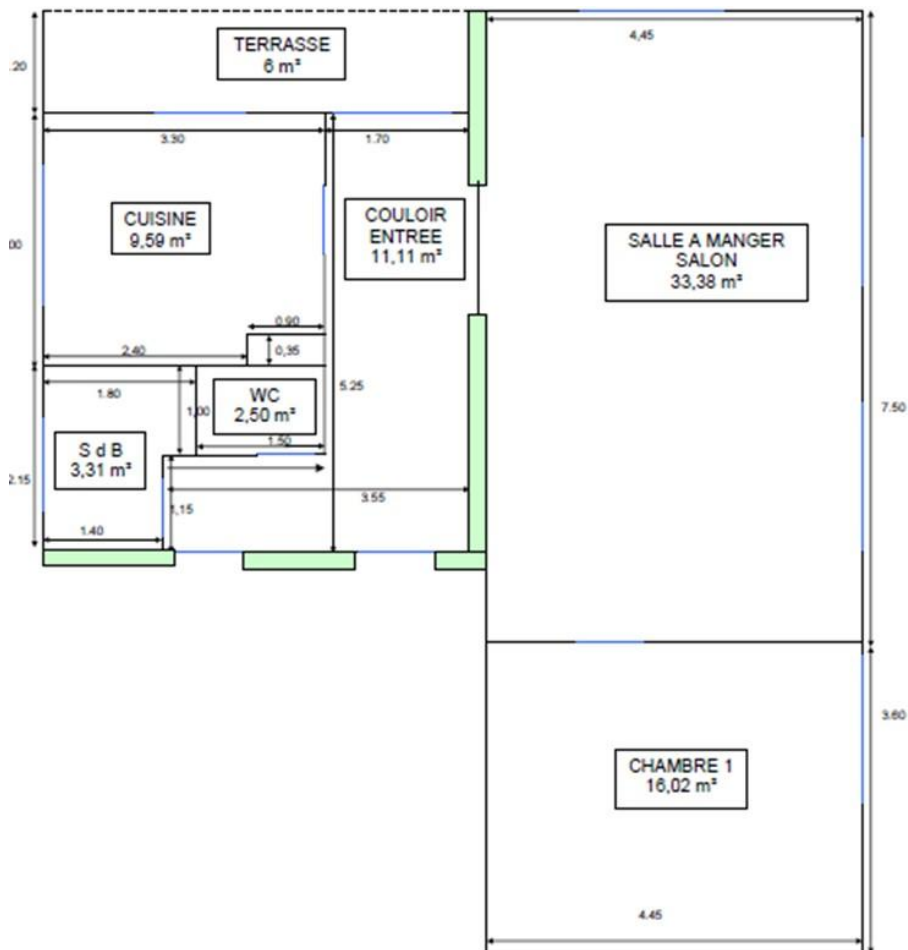 TERRASSE
6 m²
4,45
.20
3.30
1.70
CUISINE
9,59 m²
COULOIR
ENTREE
11,11 m²
SALLE A MANGER
SALON
33,38 m²
00
0.90
2.40
0,35
1.80
1,00
WC
2,50 m²
5.25
7.50
1.50
S d B
3,31 m²
2.15
3.55
1,15
1.40
3.60
CHAMBRE 1
16,02 m²
4.45